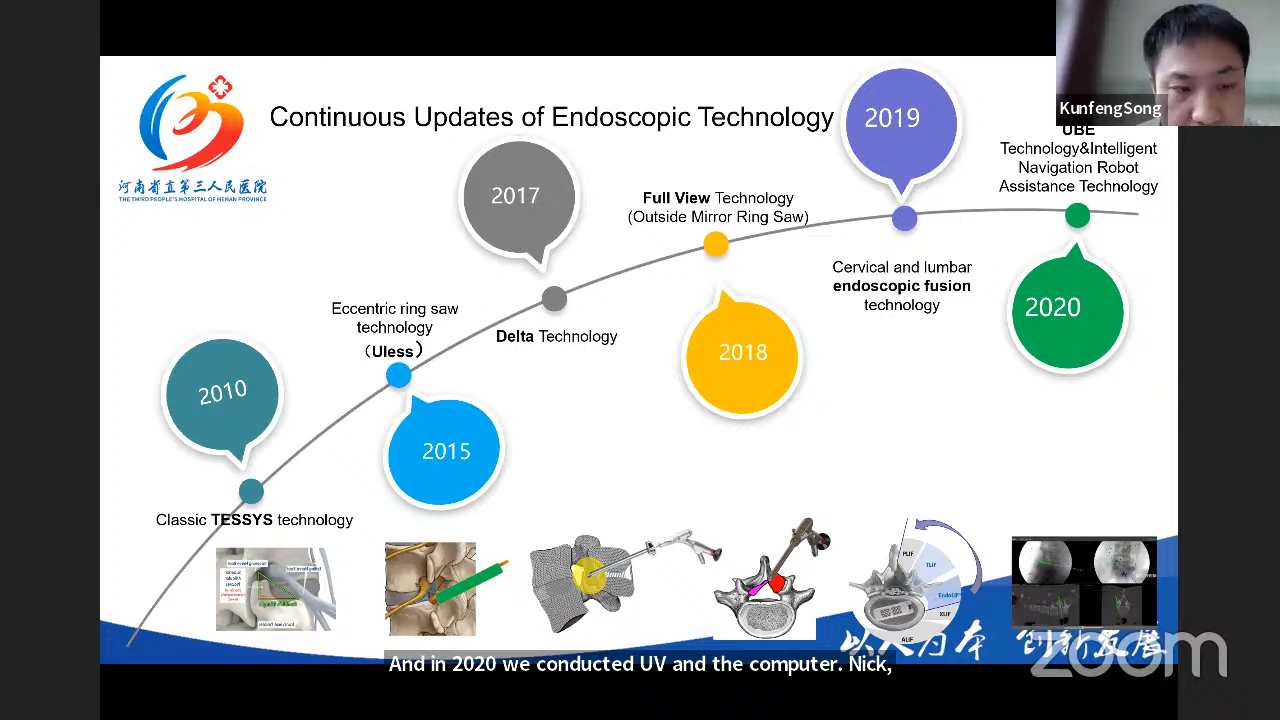 KunfengSong
Continuous Updates of Endoscopic Technology
河南省直第三人民医院
THE THIRD PEOPLE'S HOSPITAL OF HENAN PROVINCE
2019
UBE
Technology&Intelligent
Navigation Robot
Assistance Technology
2017
Full View Technology
(Outside Mirror Ring Saw)
Cervical and lumbar
endoscopic fusion
technology
Eccentric ring saw
technology
(Uless)
Delta Technology
2020
2018
2010
2015
Classic TESSYS technology
PLIF
TLIF
EndoLIF
XLIF
ALIF
以人为本 创新发展
zoom
And in 2020 we conducted UV and the computer. Nick,